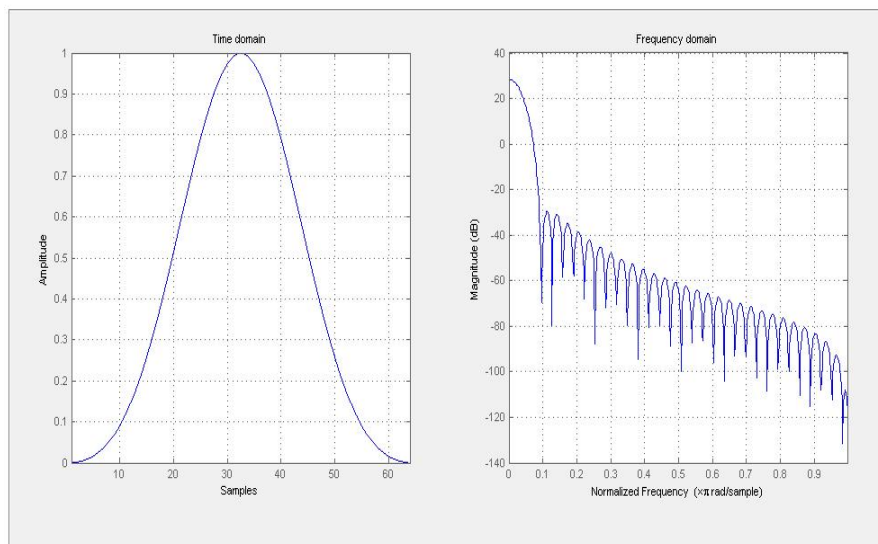 Time domain
1
0.9
0.8
0.7
0.6
0.5
0.4
0.3
0.2
0.1
0
Amplitude
10 20 30 40 50 60
Samples
Frequency domain
40
20
0
-20
-40
-60
-80
-100
-120
-140
Magnitude (dB)
0 0.1 0.2 0.3 0.4 0.5 0.6 0.7 0.8 0.9
Normalized Frequency (×π rad/sample)